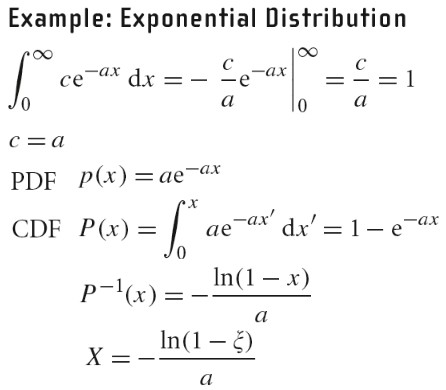 Example: Exponential Distribution
∫₀^∞ ce^{−ax} dx = − c/a e^{−ax} |₀^∞ = c/a = 1
c = a
PDF p(x) = ae^{−ax}
CDF P(x) = ∫₀^x ae^{−ax′} dx′ = 1 − e^{−ax}
P^{−1}(x) = − ln(1 − x)/a
X = − ln(1 − ξ)/a